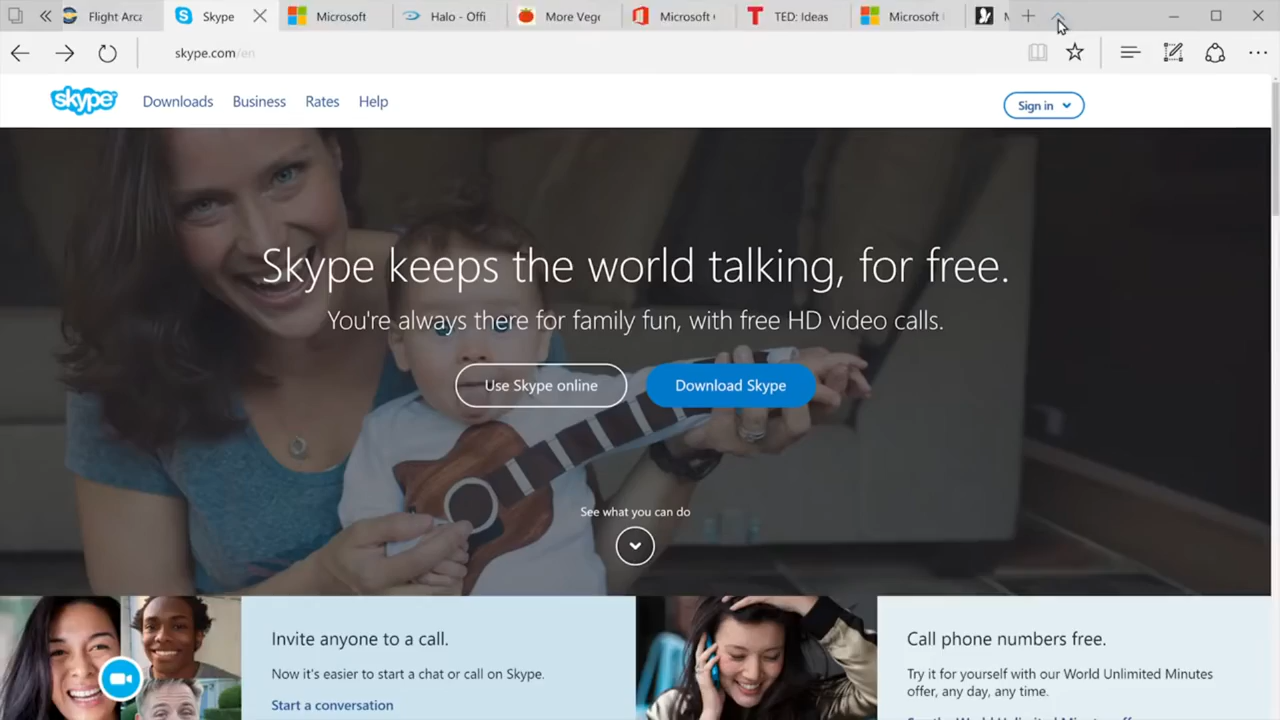 Flight Arca
Skype
Microsoft
Halo - Offi
More Vege
Microsoft
TED: Ideas
Microsoft
skype.com/en
skype
Downloads
Business
Rates
Help
Sign in
Skype keeps the world talking, for free.
You're always there for family fun, with free HD video calls.
Use Skype online
Download Skype
See what you can do
Invite anyone to a call.
Now it's easier to start a chat or call on Skype.
Start a conversation
Call phone numbers free.
Try it for yourself with our World Unlimited Minutes
offer, any day, any time.